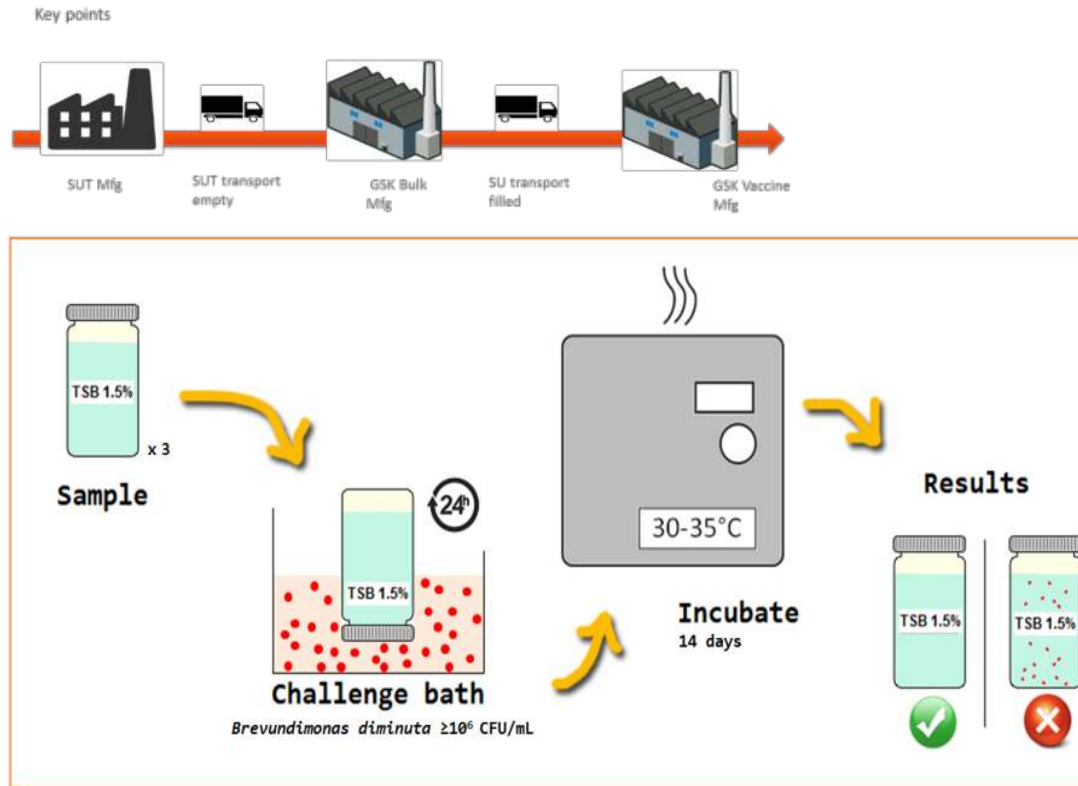 Key points
SUT Mfg
SUT transport
empty
GSK Bulk
Mfg
SU transport
filled
GSK Vaccine
Mfg
TSB 1.5%
x 3
Sample
24h
TSB 1.5%
Challenge bath
Brevundimonas diminuta ≥10⁶ CFU/mL
30-35°C
Incubate
14 days
Results
TSB 1.5%
TSB 1.5%